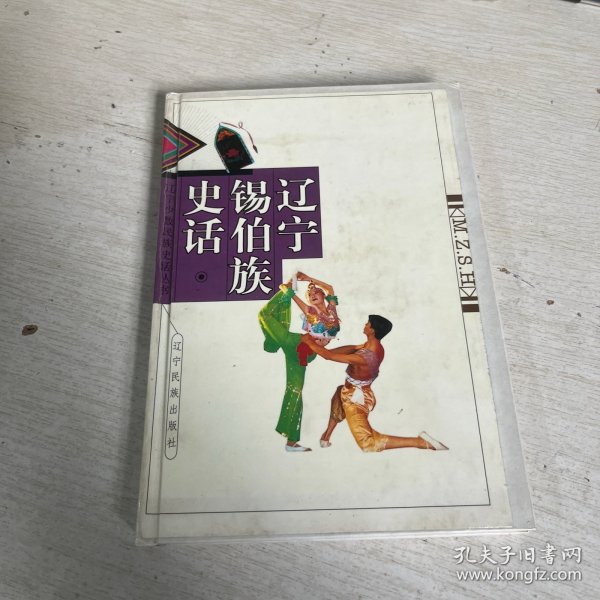 辽宁
锡伯族
史话
M.Z.S.H
辽宁民族出版社
孔夫子旧书网
www.kongfz.com